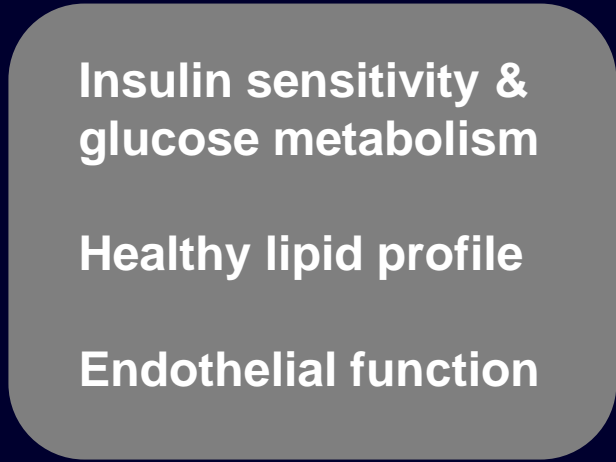 Insulin sensitivity &
glucose metabolism
Healthy lipid profile
Endothelial function